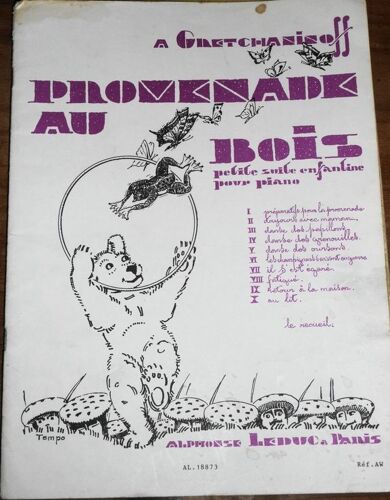 A GRETCHANINOFF
PROMENADE
AU
BOIS
petite suite enfantine
pour piano
I préparatifs pour la promenade
II toujours avec maman.
III danse des papillons
IV danse des grenouilles.
V danse des oursons.
VI les champignons
VII il s'est égaré.
VIII fatigué.
IX retour à la maison.
X au lit.
le recueil:
Tempo
ALPHONSE LEDUC à PARIS
AL.18873
Réf.AW